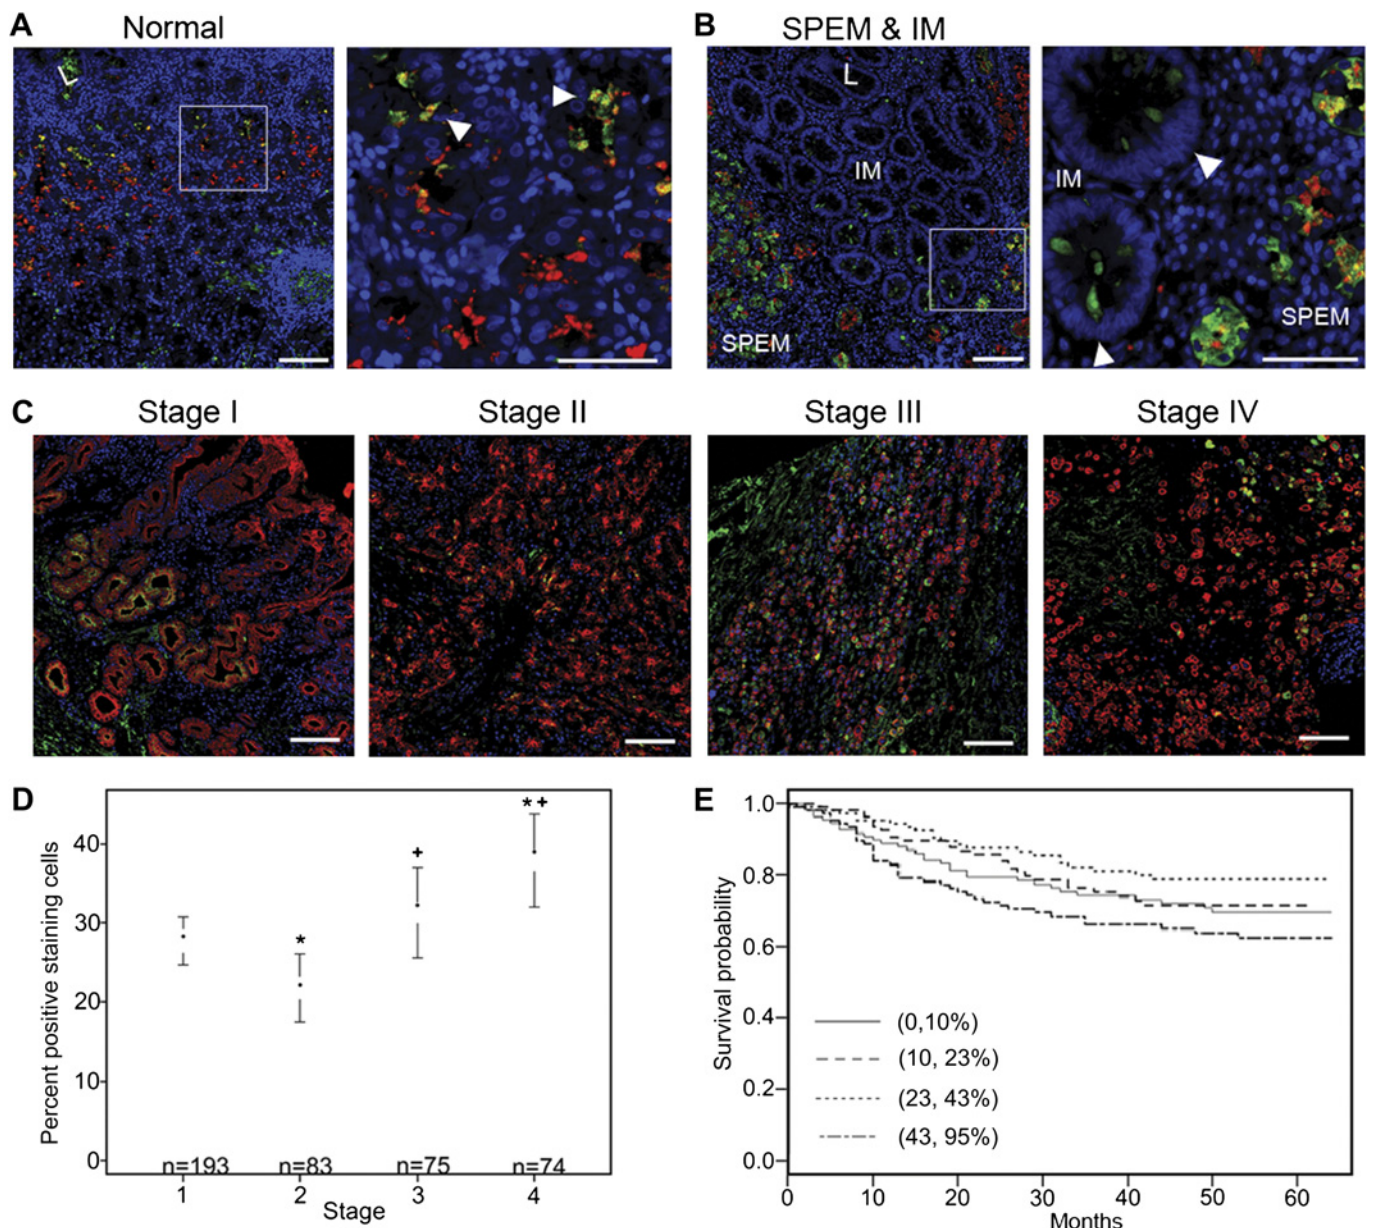 A Normal
B SPEM & IM
L
L
IM
SPEM
IM
SPEM
C Stage I Stage II Stage III Stage IV
D
Percent positive staining cells
40
30
20
10
0
* + * +
n=193 n=83 n=75 n=74
1 2 3 4
Stage
E
Survival probability
1.0
0.8
0.6
0.4
0.2
0.0
(0,10%)
(10, 23%)
(23, 43%)
(43, 95%)
0 10 20 30 40 50 60
Months